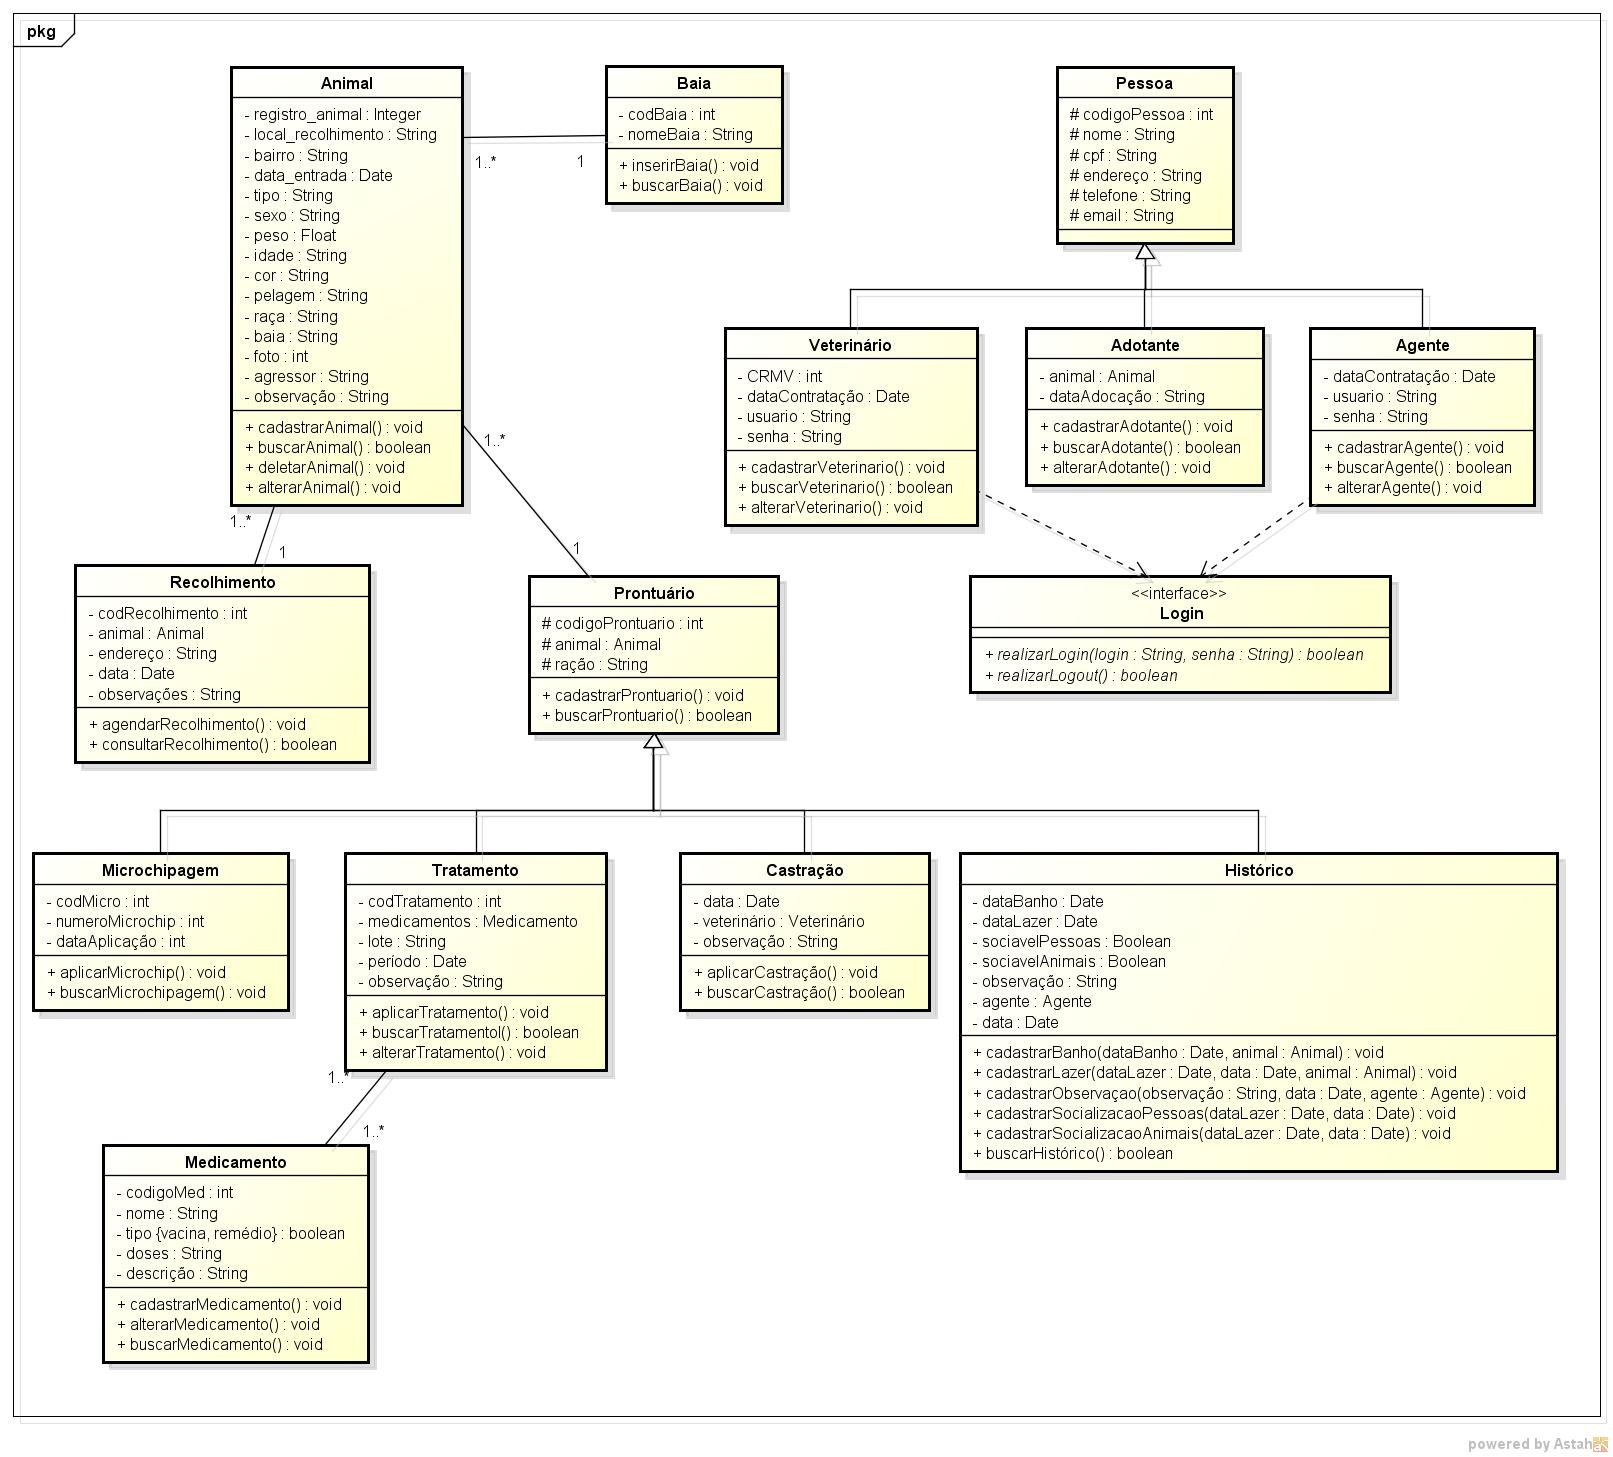 pkg
Animal
- registro_animal : Integer
- local_recolhimento : String
- bairro : String
- data_entrada : Date
- tipo : String
- sexo : String
- peso : Float
- idade : String
- cor : String
- pelagem : String
- raça : String
- baia : String
- foto : int
- agressor : String
- observação : String
+ cadastrarAnimal() : void
+ buscarAnimal() : boolean
+ deletarAnimal() : void
+ alterarAnimal() : void
1..*
1
Baia
- codBaia : int
- nomeBaia : String
+ inserirBaia() : void
+ buscarBaia() : void
Pessoa
# codigoPessoa : int
# nome : String
# cpf : String
# endereço : String
# telefone : String
# email : String
Veterinário
- CRMV : int
- dataContratação : Date
- usuario : String
- senha : String
+ cadastrarVeterinario() : void
+ buscarVeterinario() : boolean
+ alterarVeterinario() : void
Adotante
- animal : Animal
- dataAdocação : String
+ cadastrarAdotante() : void
+ buscarAdotante() : boolean
+ alterarAdotante() : void
Agente
- dataContratação : Date
- usuario : String
- senha : String
+ cadastrarAgente() : void
+ buscarAgente() : boolean
+ alterarAgente() : void
1..*
1
1..*
1
Recolhimento
- codRecolhimento : int
- animal : Animal
- endereço : String
- data : Date
- observações : String
+ agendarRecolhimento() : void
+ consultarRecolhimento() : boolean
Prontuário
# codigoProntuario : int
# animal : Animal
# ração : String
+ cadastrarProntuario() : void
+ buscarProntuario() : boolean
<<interface>>
Login
+ realizarLogin(login : String, senha : String) : boolean
+ realizarLogout() : boolean
Microchipagem
- codMicro : int
- numeroMicrochip : int
- dataAplicação : int
+ aplicarMicrochip() : void
+ buscarMicrochipagem() : void
Tratamento
- codTratamento : int
- medicamentos : Medicamento
- lote : String
- período : Date
- observação : String
+ aplicarTratamento() : void
+ buscarTratamentol() : boolean
+ alterarTratamento() : void
Castração
- data : Date
- veterinário : Veterinário
- observação : String
+ aplicarCastração() : void
+ buscarCastração() : boolean
Histórico
- dataBanho : Date
- dataLazer : Date
- sociavelPessoas : Boolean
- sociavelAnimais : Boolean
- observação : String
- agente : Agente
- data : Date
+ cadastrarBanho(dataBanho : Date, animal : Animal) : void
+ cadastrarLazer(dataLazer : Date, data : Date, animal : Animal) : void
+ cadastrarObservaçao(observação : String, data : Date, agente : Agente) : void
+ cadastrarSocializacaoPessoas(dataLazer : Date, data : Date) : void
+ cadastrarSocializacaoAnimais(dataLazer : Date, data : Date) : void
+ buscarHistórico() : boolean
1..*
1..*
Medicamento
- codigoMed : int
- nome : String
- tipo {vacina, remédio} : boolean
- doses : String
- descrição : String
+ cadastrarMedicamento() : void
+ alterarMedicamento() : void
+ buscarMedicamento() : void
powered by Astah